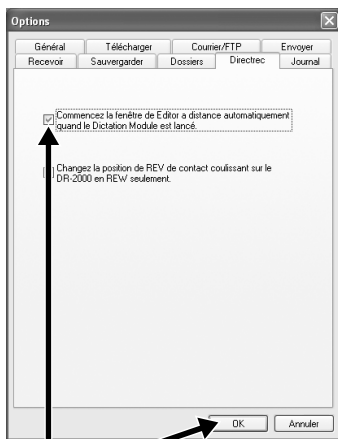 Options
Général Télécharger Courrier/FTP Envoyer
Recevoir Sauvergarder Dossiers Directrec Journal
Commencez la fenêtre de Editor a distance automatiquement
quand le Dictation Module est lancé.
Changez la position de REV de contact coulissant sur le
DR-2000 en REW seulement.
OK Annuler